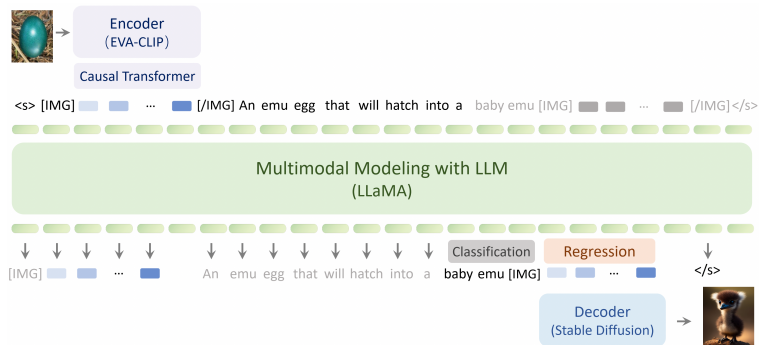 Encoder
(EVA-CLIP)
Causal Transformer
<s> [IMG] ... [/IMG] An emu egg that will hatch into a baby emu [IMG] ... [/IMG] </s>
Multimodal Modeling with LLM
(LLaMA)
Classification Regression
[IMG] ... An emu egg that will hatch into a baby emu [IMG] ... </s>
Decoder
(Stable Diffusion)